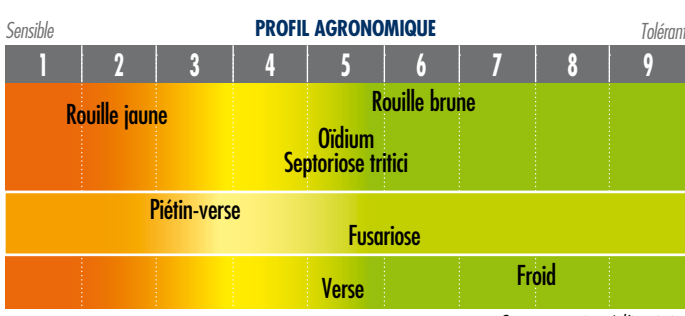 Sensible PROFIL AGRONOMIQUE Tolérant
1 2 3 4 5 6 7 8 9
Rouille brune
Rouille jaune
Oïdium
Septoriose tritici
Piétin-verse
Fusariose
Froid
Verse